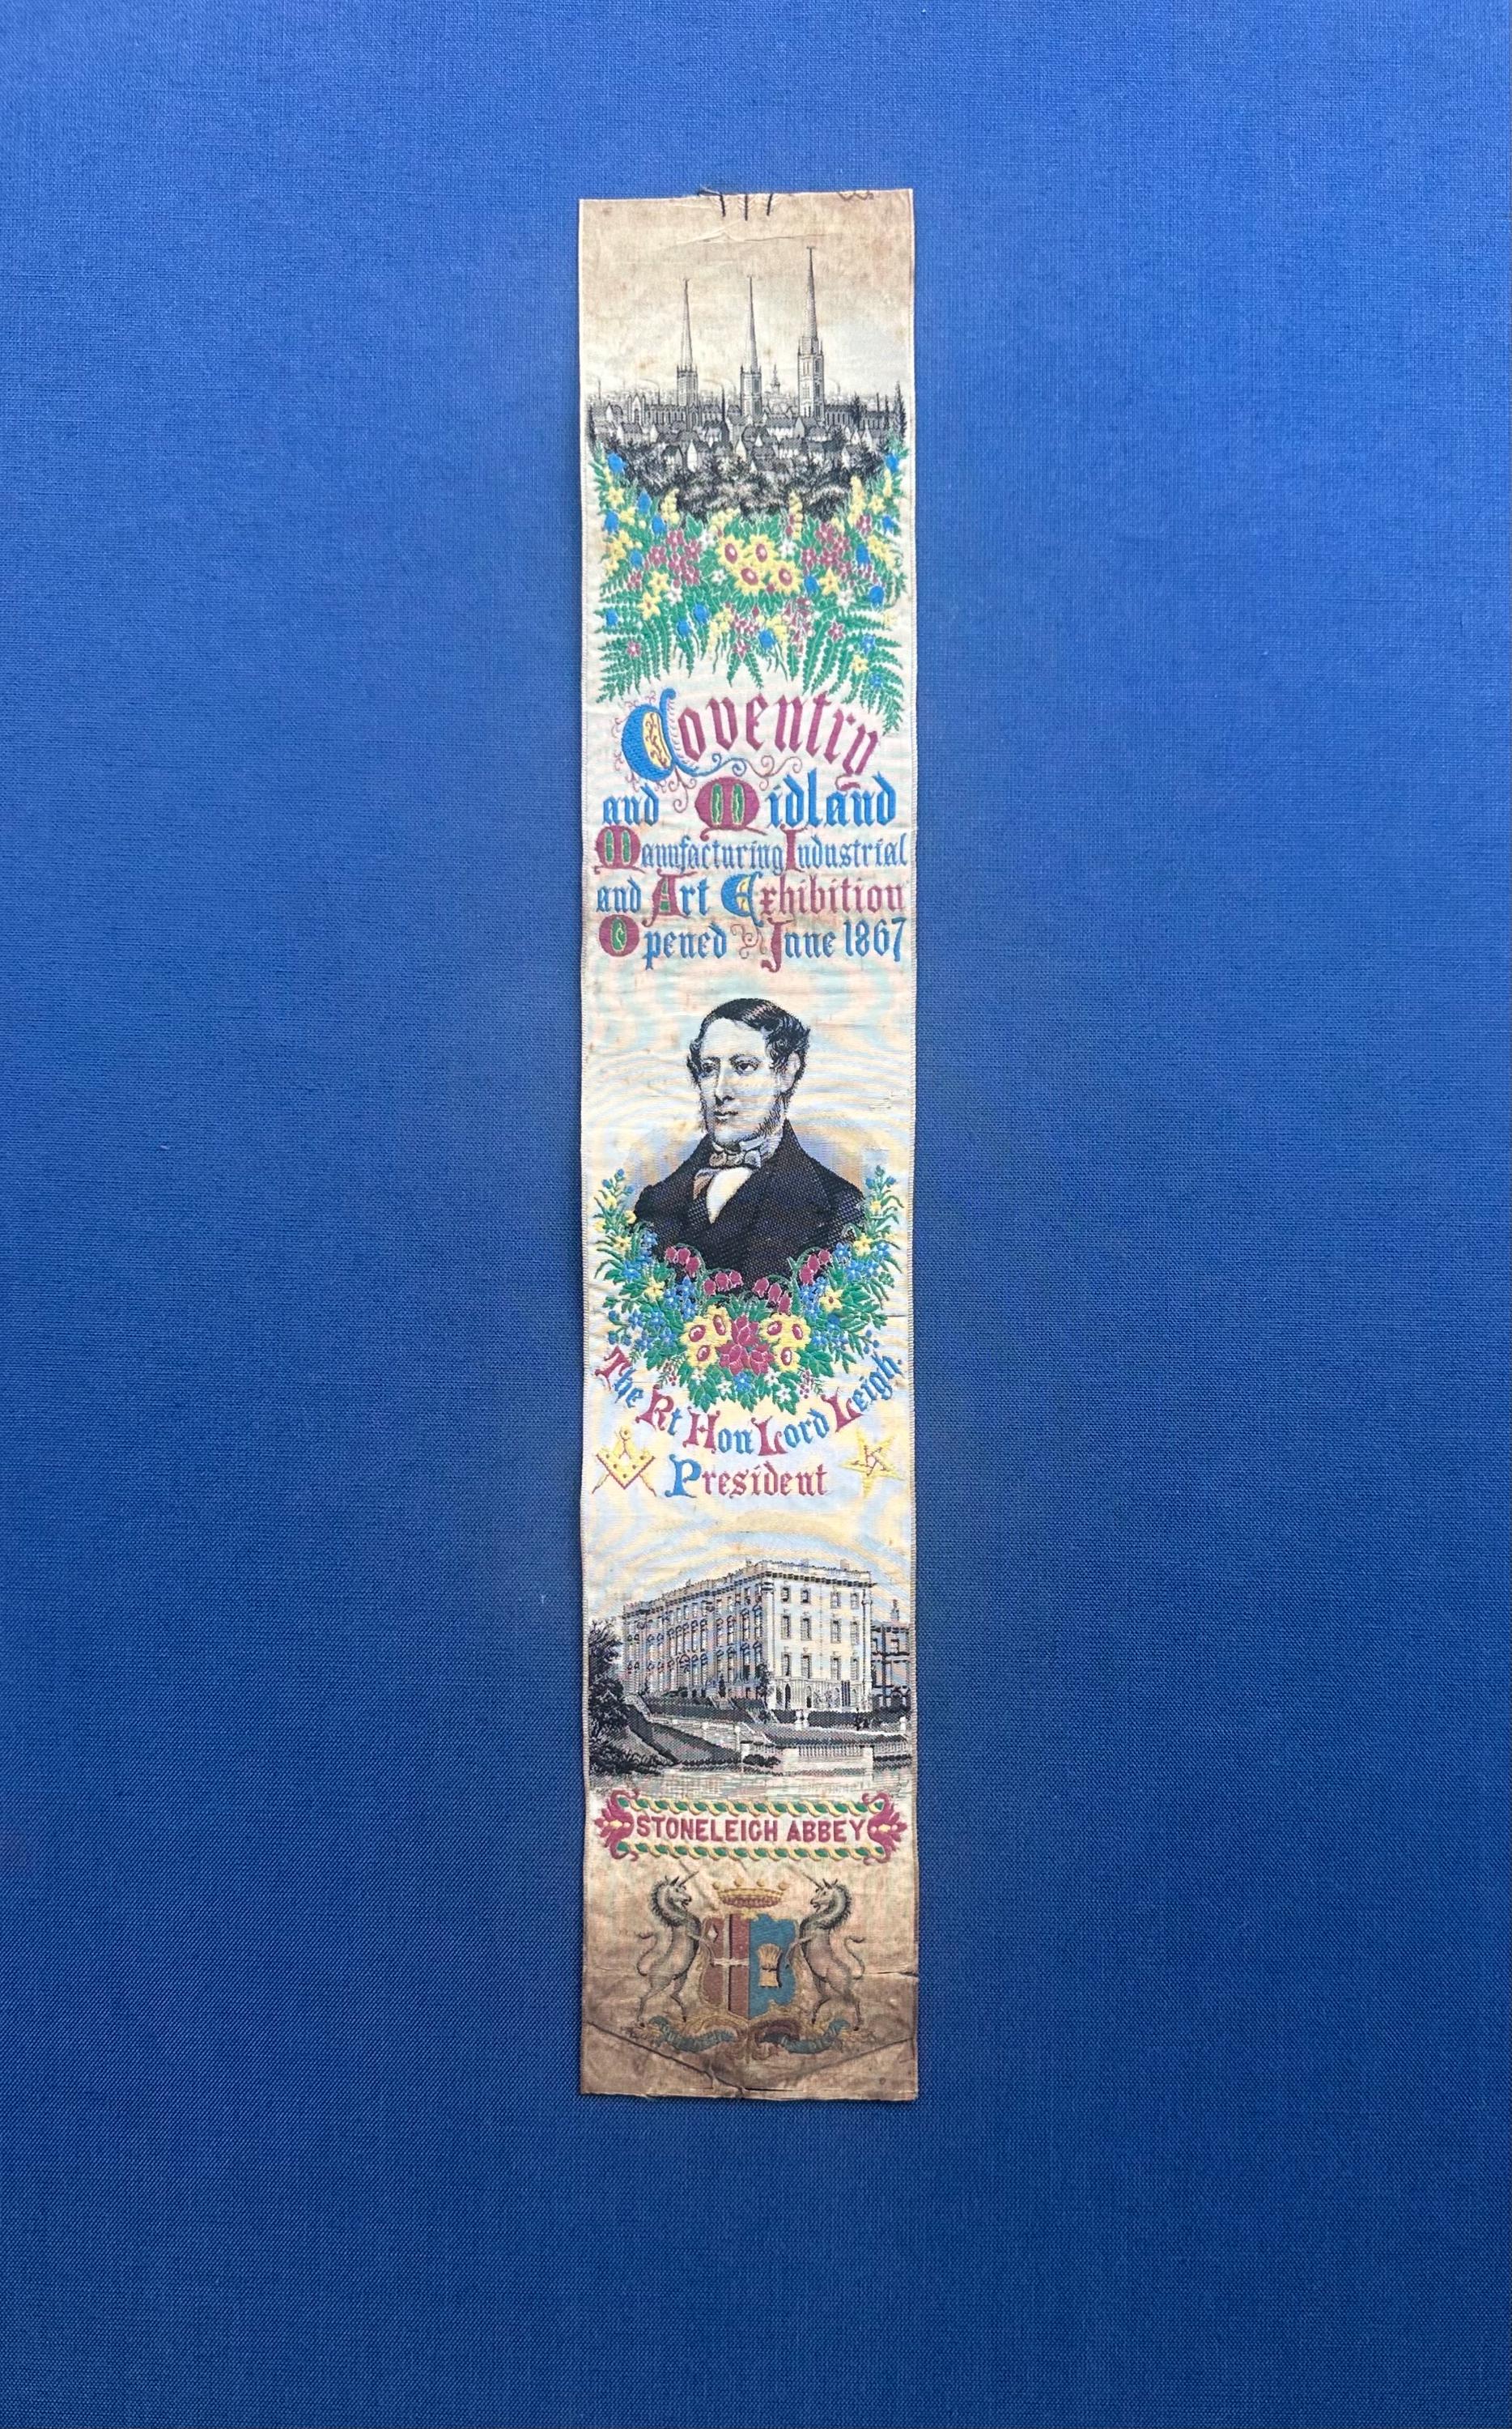 Coventry
and Midland
Manufacturing Industrial
and Art Exhibition
Opened June 1867
The Rt Hon Lord Leigh
President
STONELEIGH ABBEY